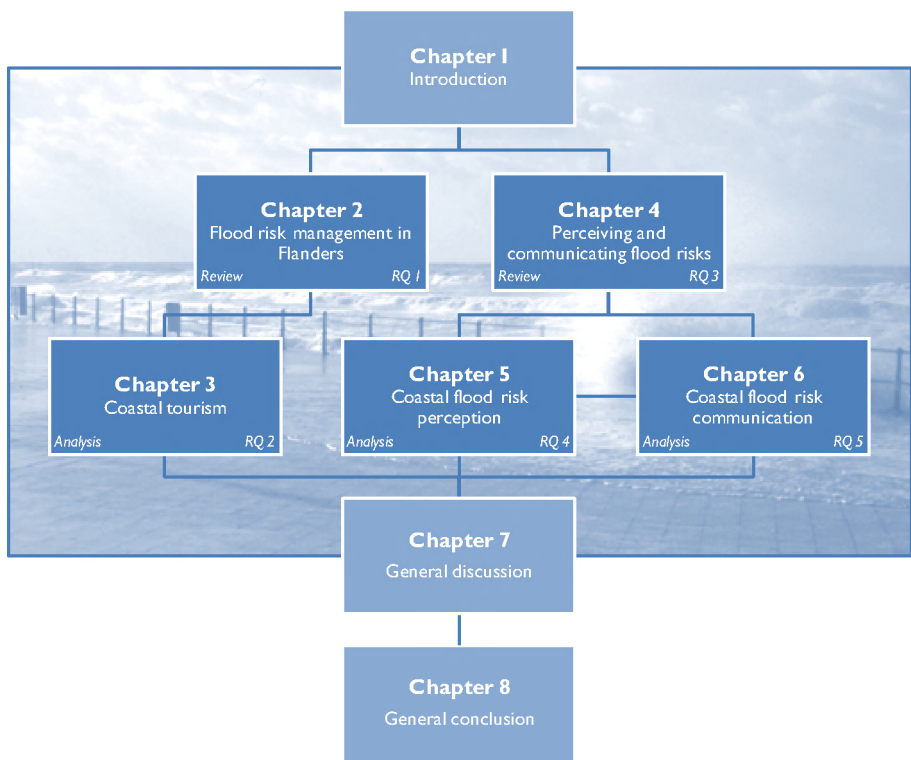 Chapter 1
Introduction
Chapter 2
Flood risk management in
Flanders
Review RQ 1
Chapter 4
Perceiving and
communicating flood risks
Review RQ 3
Chapter 3
Coastal tourism
Analysis RQ 2
Chapter 5
Coastal flood risk
perception
Analysis RQ 4
Chapter 6
Coastal flood risk
communication
Analysis RQ 5
Chapter 7
General discussion
Chapter 8
General conclusion